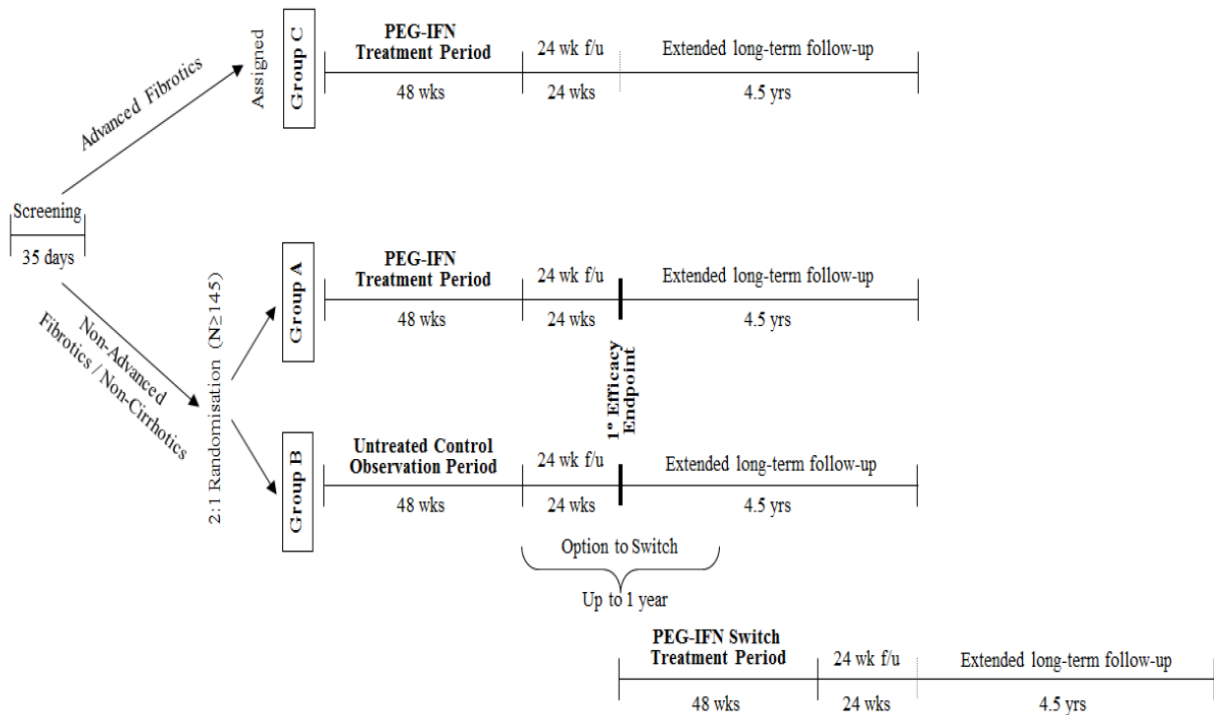 Advanced Fibrotics
Assigned
Group C
PEG-IFN
Treatment Period
48 wks
24 wk f/u
24 wks
Extended long-term follow-up
4.5 yrs
Screening
35 days
Non-Advanced
Fibrotics / Non-Cirrhotics
2:1 Randomisation (N≥145)
Group A
PEG-IFN
Treatment Period
48 wks
24 wk f/u
24 wks
Extended long-term follow-up
4.5 yrs
1° Efficacy
Endpoint
Group B
Untreated Control
Observation Period
48 wks
24 wk f/u
24 wks
Extended long-term follow-up
4.5 yrs
Option to Switch
Up to 1 year
PEG-IFN Switch
Treatment Period
48 wks
24 wk f/u
24 wks
Extended long-term follow-up
4.5 yrs